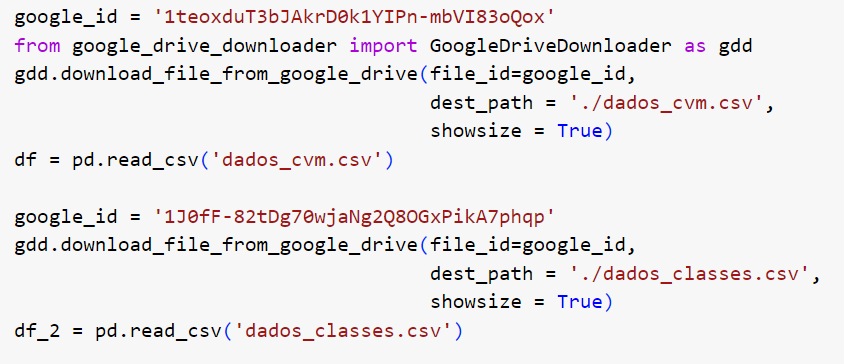 google_id = '1teoxduT3bJAkrD0k1YIPn-mbVI83oQox'
from google_drive_downloader import GoogleDriveDownloader as gdd
gdd.download_file_from_google_drive(file_id=google_id,
                                    dest_path = './dados_cvm.csv',
                                    showsize = True)
df = pd.read_csv('dados_cvm.csv')

google_id = '1J0fF-82tDg70wjaNg2Q8OGxPikA7phqp'
gdd.download_file_from_google_drive(file_id=google_id,
                                    dest_path = './dados_classes.csv',
                                    showsize = True)
df_2 = pd.read_csv('dados_classes.csv')